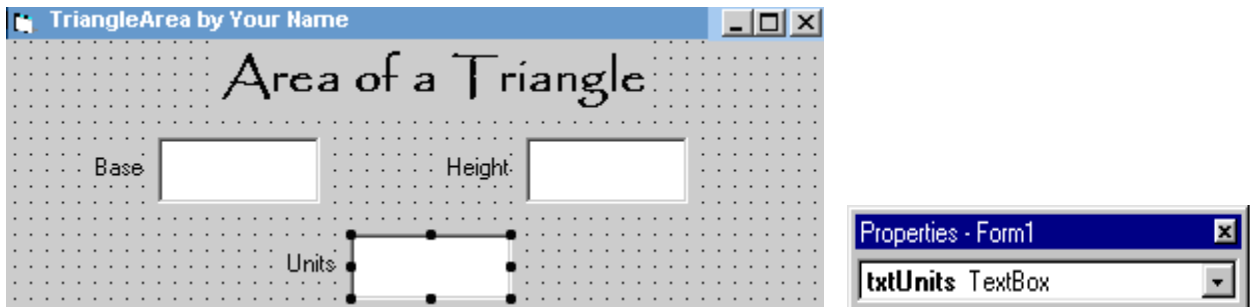 TriangleArea by Your Name
Area of a Triangle
Base
Height
Units
Properties - Form1
txtUnits TextBox